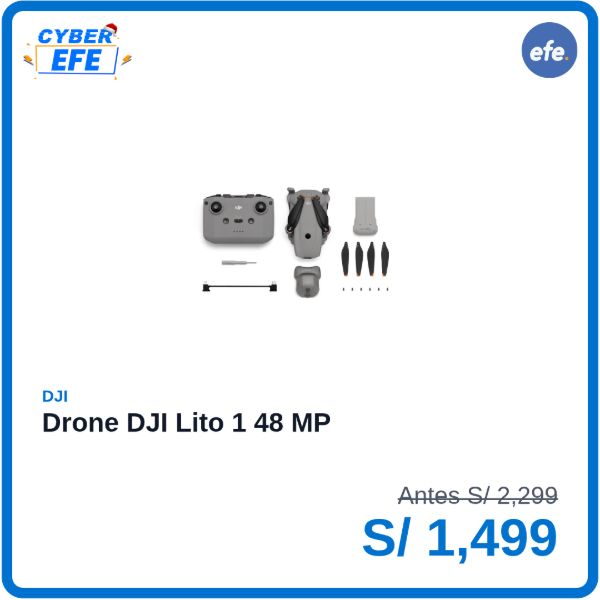 CYBER
EFE
efe.
DJI
Drone DJI Lito 1 48 MP
Antes S/ 2,299
S/ 1,499